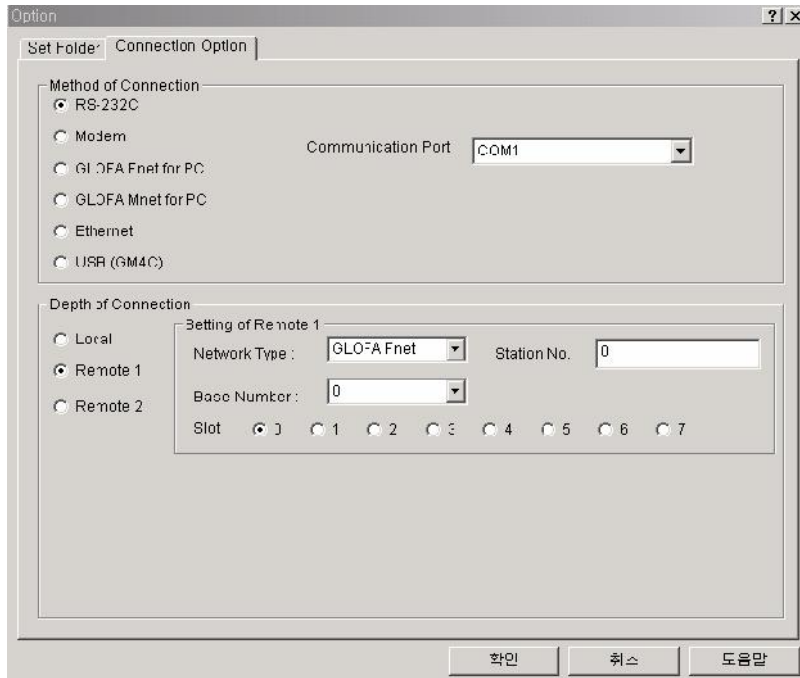 Option
Set Folder
Connection Option
Method of Connection
RS-232C
Modem
Communication Port
COM1
GLOFA Fnet for PC
GLOFA Mnet for PC
Ethernet
USB (GM4C)
Depth of Connection
Local
Remote 1
Remote 2
Setting of Remote 1
Network Type :
GLOFA Fnet
Station No.
0
Base Number :
0
Slot 0 1 2 3 4 5 6 7
확인
취소
도움말